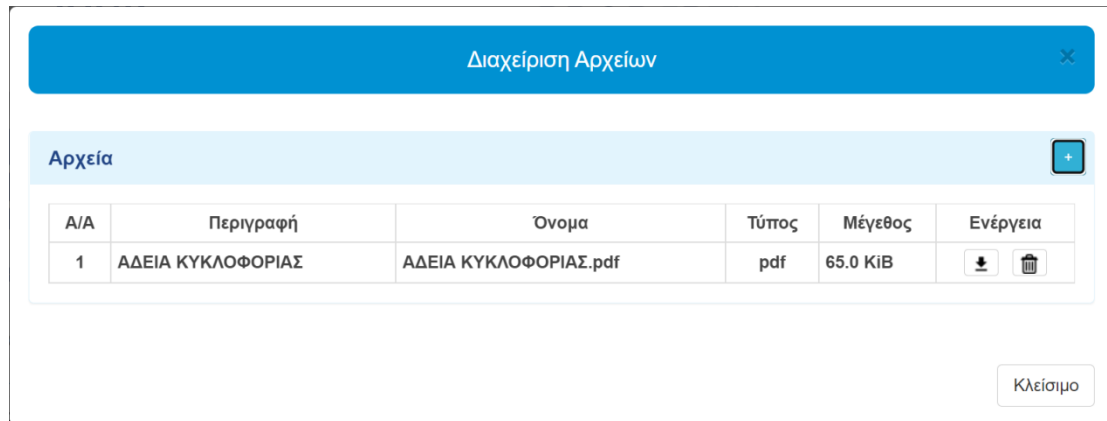 Διαχείριση Αρχείων ×
Αρχεία +
Α/Α Περιγραφή Όνομα Τύπος Μέγεθος Ενέργεια
1 ΑΔΕΙΑ ΚΥΚΛΟΦΟΡΙΑΣ ΑΔΕΙΑ ΚΥΚΛΟΦΟΡΙΑΣ.pdf pdf 65.0 KiB
Κλείσιμο